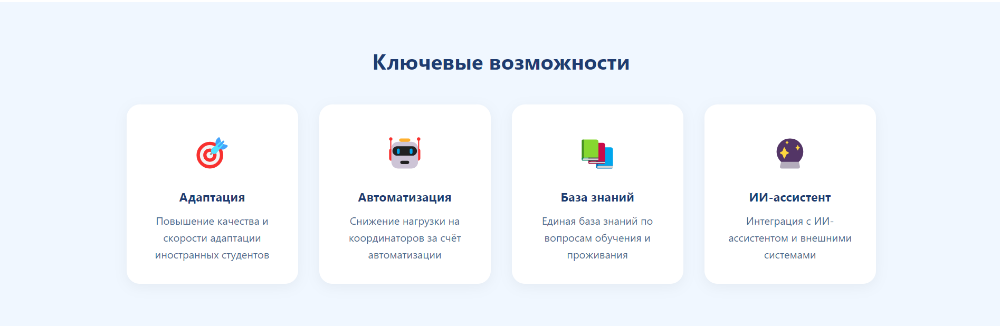 Ключевые возможности
Адаптация
Повышение качества и
скорости адаптации
иностранных студентов
Автоматизация
Снижение нагрузки на
координаторов за счёт
автоматизации
База знаний
Единая база знаний по
вопросам обучения и
проживания
ИИ-ассистент
Интеграция с ИИ-
ассистентом и внешними
системами